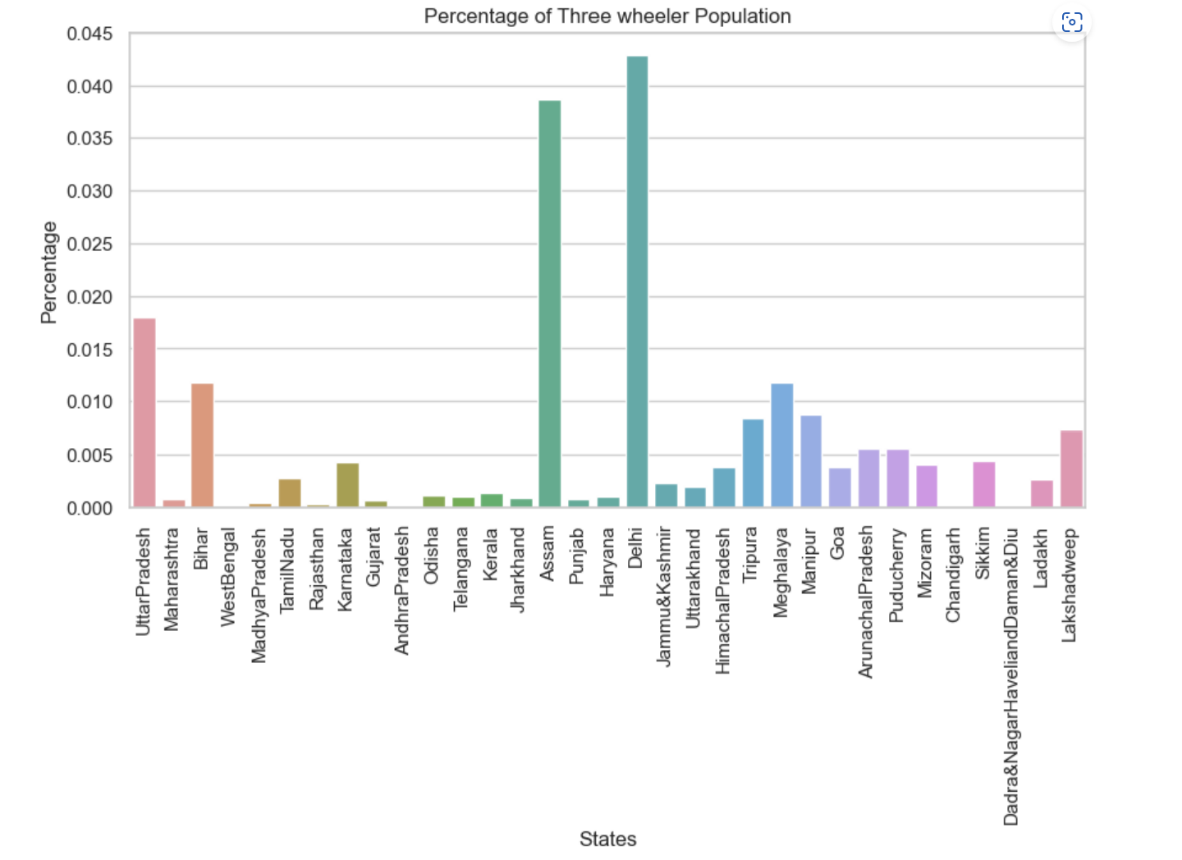 Percentage of Three wheeler Population
0.045
0.040
0.035
0.030
0.025
0.020
0.015
0.010
0.005
0.000
Percentage
UttarPradesh
Maharashtra
Bihar
WestBengal
MadhyaPradesh
TamilNadu
Rajasthan
Karnataka
Gujarat
AndhraPradesh
Odisha
Telangana
Kerala
Jharkhand
Assam
Punjab
Haryana
Delhi
Jammu&Kashmir
Uttarakhand
HimachalPradesh
Tripura
Meghalaya
Manipur
Goa
ArunachalPradesh
Puducherry
Mizoram
Chandigarh
Sikkim
Dadra&NagarHaveliandDaman&Diu
Ladakh
Lakshadweep
States